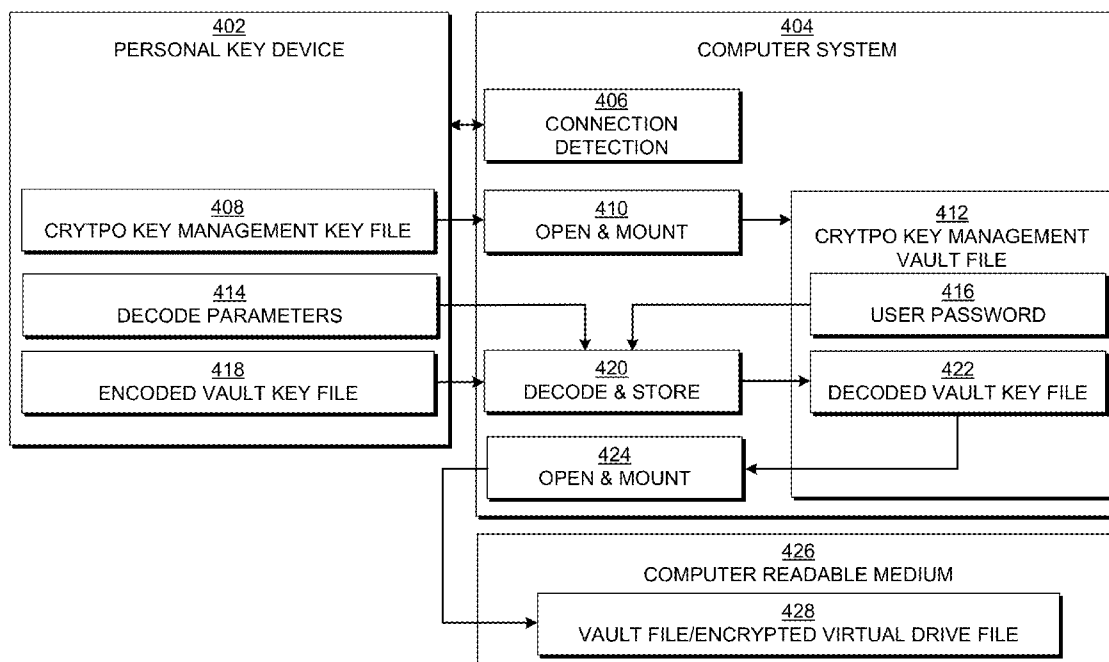 402
PERSONAL KEY DEVICE
404
COMPUTER SYSTEM
406
CONNECTION
DETECTION
408
CRYTPO KEY MANAGEMENT KEY FILE
410
OPEN & MOUNT
412
CRYTPO KEY MANAGEMENT
VAULT FILE
414
DECODE PARAMETERS
416
USER PASSWORD
418
ENCODED VAULT KEY FILE
420
DECODE & STORE
422
DECODED VAULT KEY FILE
424
OPEN & MOUNT
426
COMPUTER READABLE MEDIUM
428
VAULT FILE/ENCRYPTED VIRTUAL DRIVE FILE